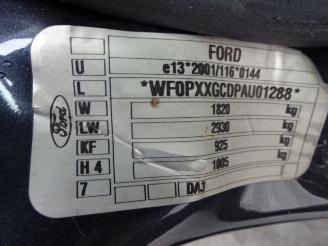 FORD
U e13*2001/116*0144
L *WF0PXXGCDPAU01288*
W 1820 kg
LW 2930 kg
KF 925 kg
H 4 1005 kg
7 DA3
Ford